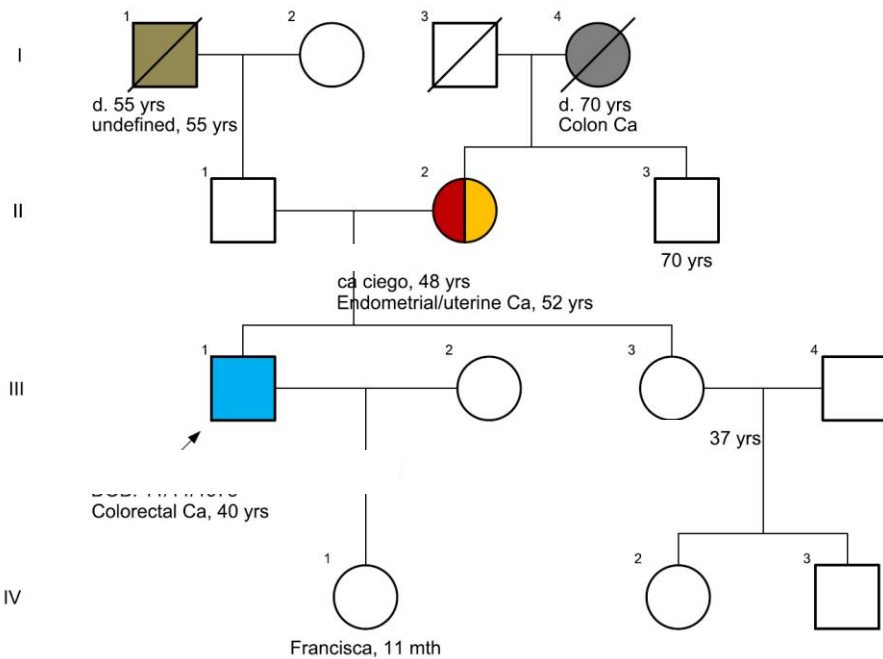 1
2
3
4
I
d. 55 yrs
undefined, 55 yrs
d. 70 yrs
Colon Ca
1
2
3
II
70 yrs
ca ciego, 48 yrs
Endometrial/uterine Ca, 52 yrs
1
2
3
4
III
37 yrs
Colorectal Ca, 40 yrs
1
2
3
IV
Francisca, 11 mth